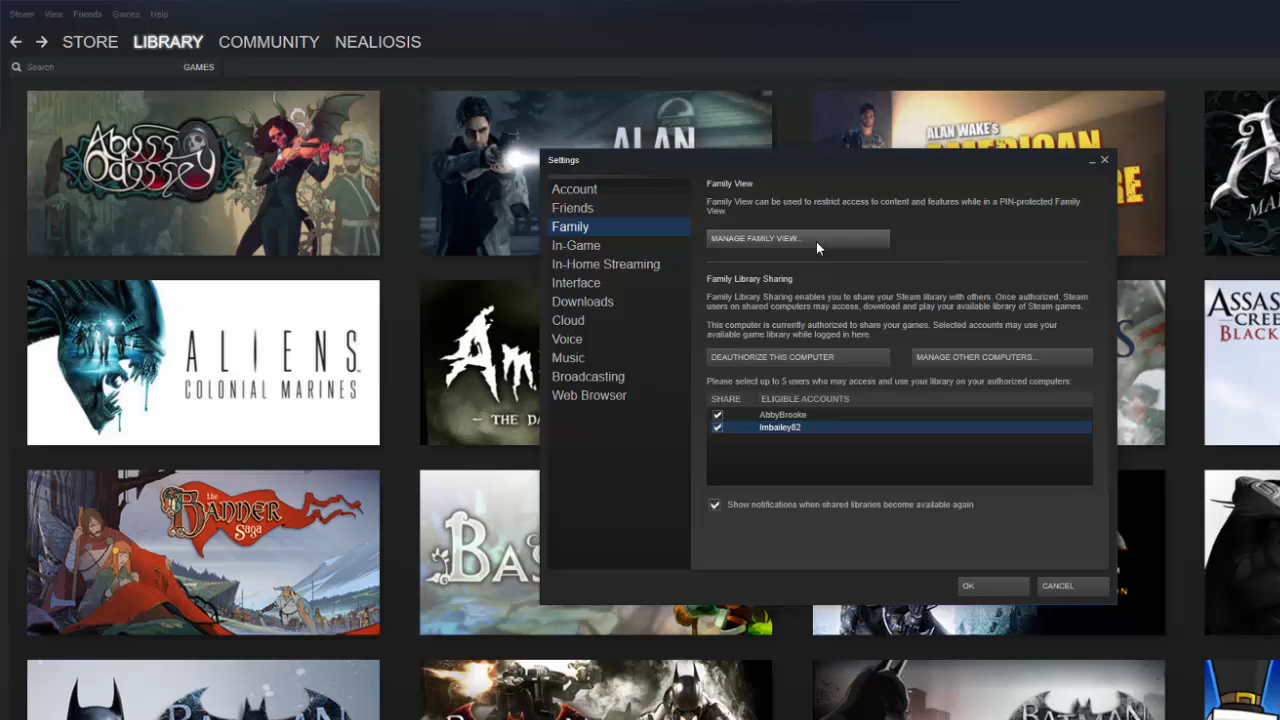 Steam View Friends Games Help
STORE LIBRARY COMMUNITY NEALIOSIS
Search GAMES
Abyss
Odyssey
ALAN
ALAN WAKE'S
AMERICAN
RE
Settings
Account
Friends
Family
In-Game
In-Home Streaming
Interface
Downloads
Cloud
Voice
Music
Broadcasting
Web Browser
Family View
Family View can be used to restrict access to content and features while in a PIN-protected Family
View.
MANAGE FAMILY VIEW...
Family Library Sharing
Family Library Sharing enables you to share your Steam library with others. Once authorized, Steam
users on shared computers may access, download and play your available library of Steam games.
This computer is currently authorized to share your games. Selected accounts may use your
available game library while logged in here.
DEAUTHORIZE THIS COMPUTER MANAGE OTHER COMPUTERS...
Please select up to 5 users who may access and use your library on your authorized computers:
SHARE ELIGIBLE ACCOUNTS
AbbyBrooke
lmbailey82
Show notifications when shared libraries become available again
OK CANCEL
ALIENS
COLONIAL MARINES
Am
THE DA
S
ASSAS
CREE
BLACK
the
BANNER
Saga
BAS
ON
BATMAN